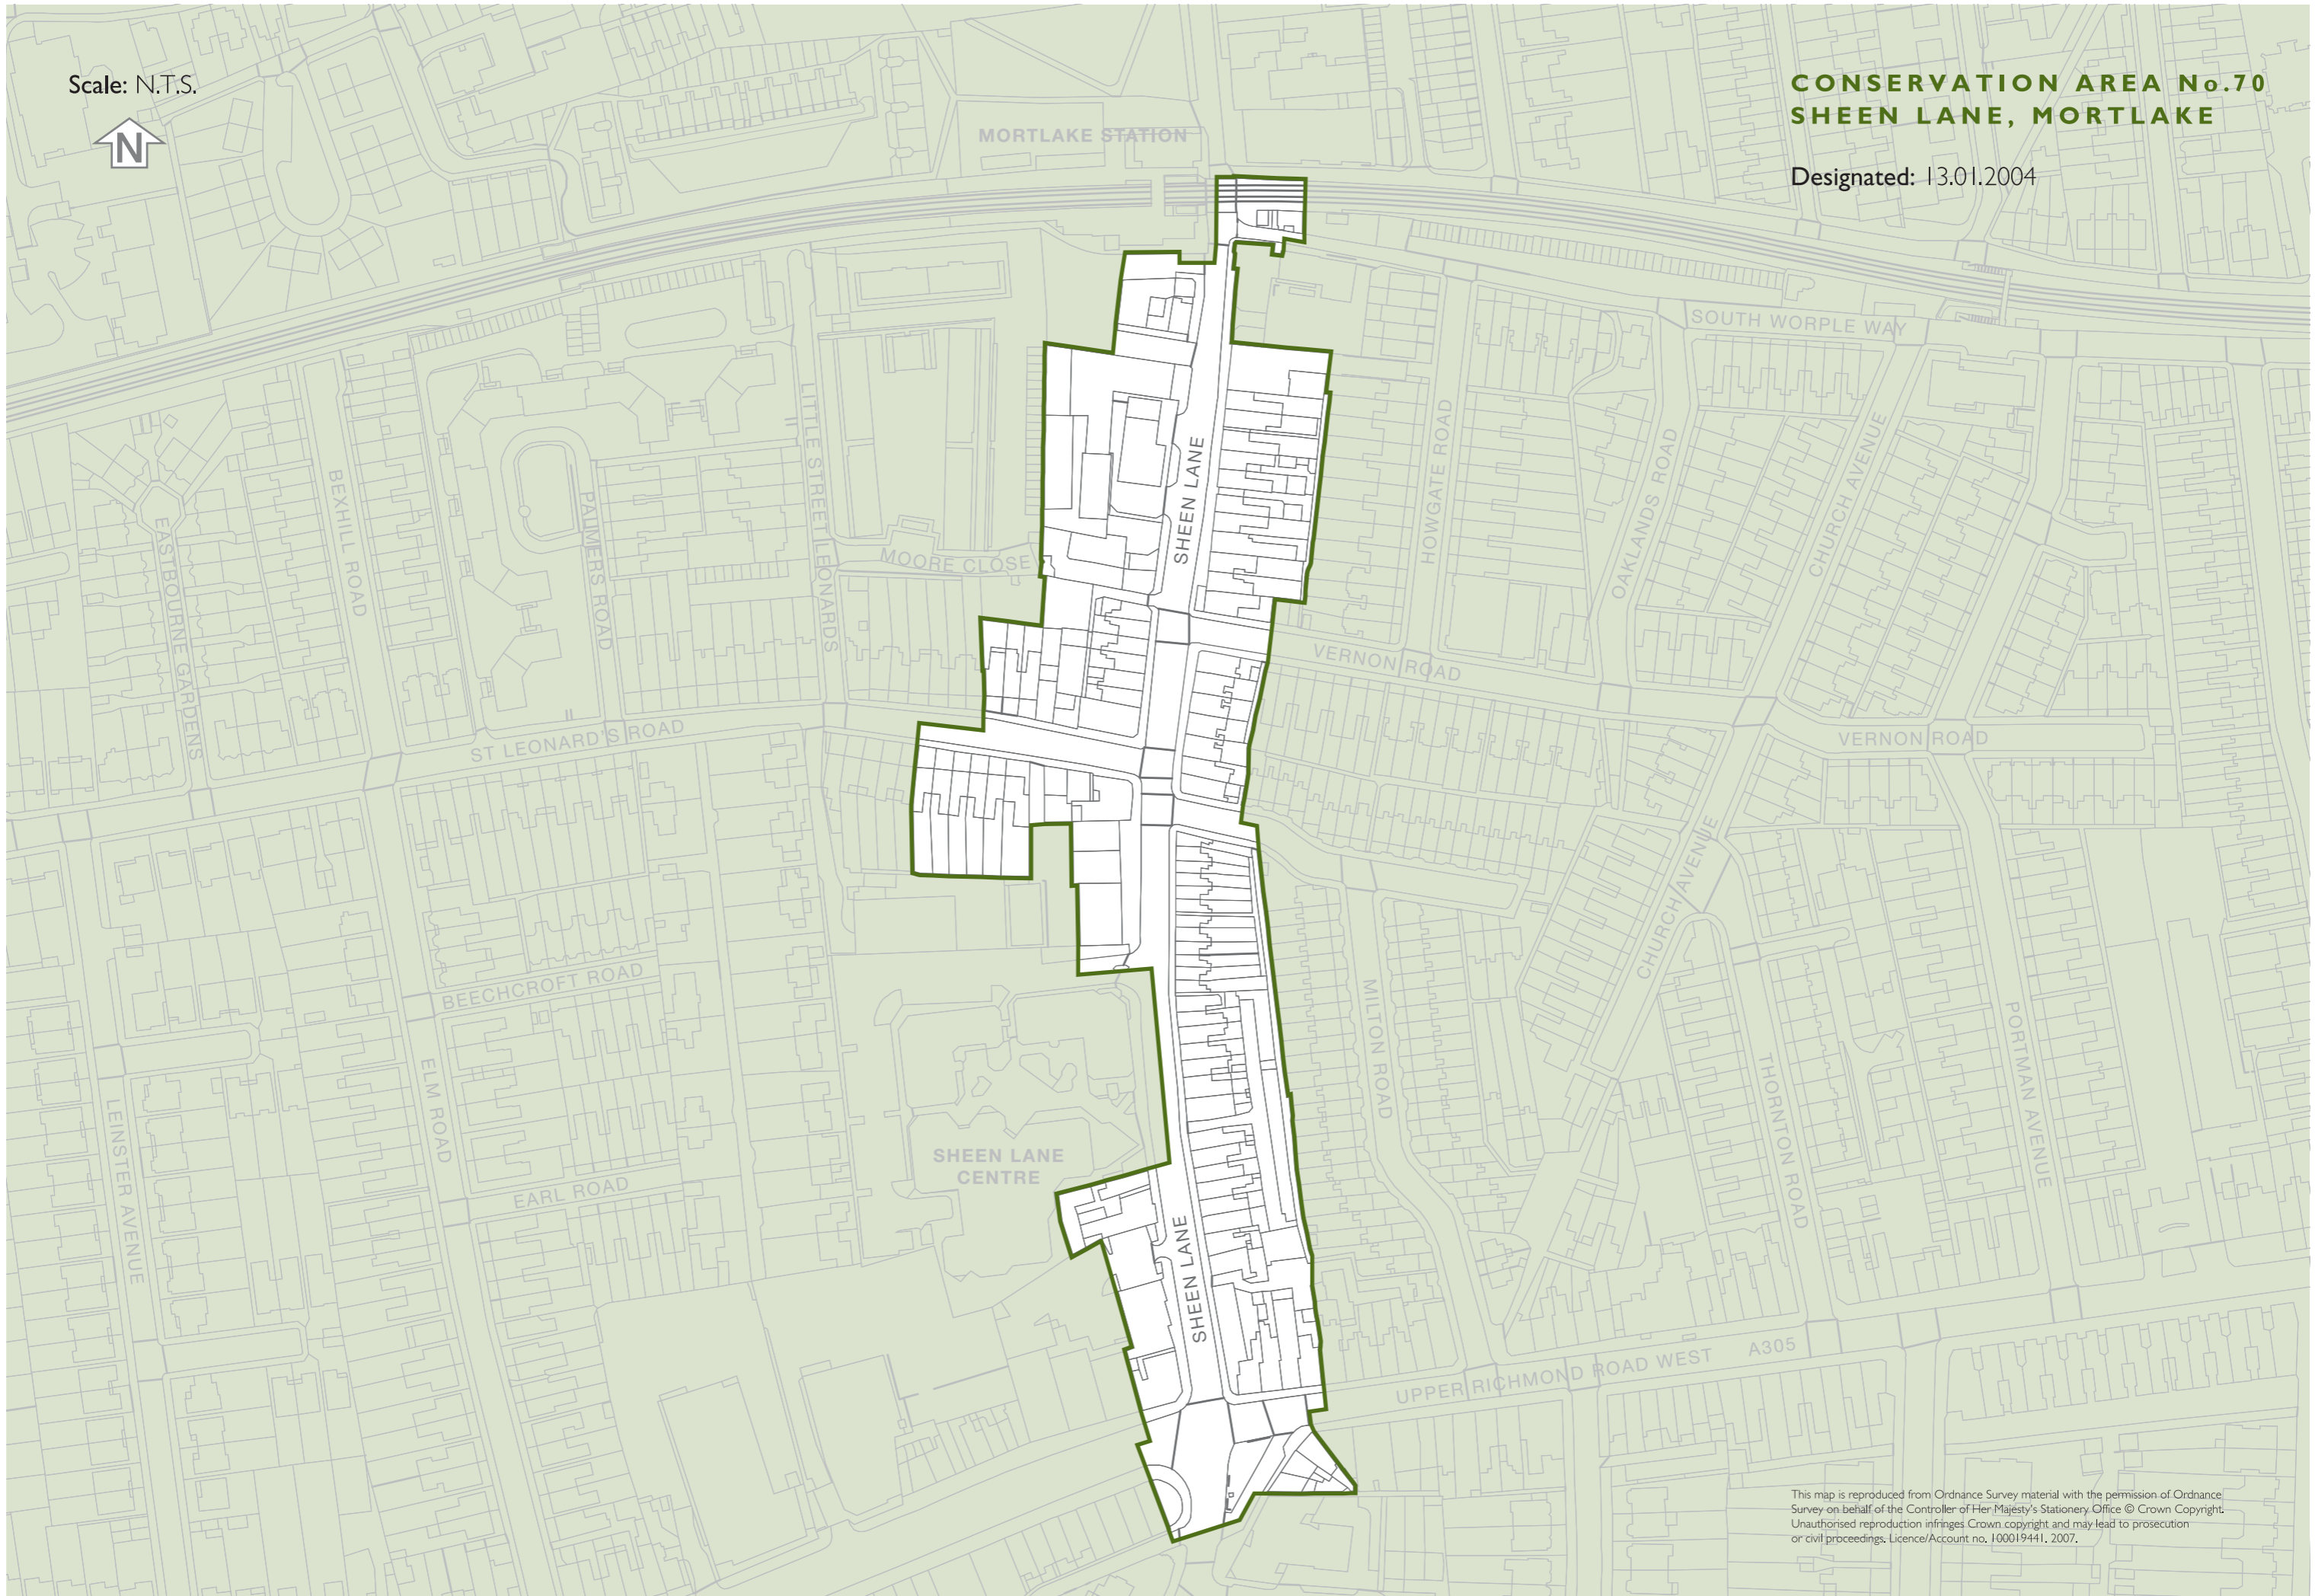 Scale: N.T.S.
N
CONSERVATION AREA No.70
SHEEN LANE, MORTLAKE
Designated: 13.01.2004
MORTLAKE STATION
SOUTH WORPLE WAY
SHEEN LANE
HOWGATE ROAD
OAKLANDS ROAD
CHURCH AVENUE
LITTLE STREET LEONARDS
PALMERS ROAD
BEXHILL ROAD
EASTBOURNE GARDENS
MOORE CLOSE
VERNON ROAD
ST LEONARD'S ROAD
VERNON ROAD
CHURCH AVENUE
BEECHCROFT ROAD
MILTON ROAD
PORTMAN AVENUE
THORNTON ROAD
ELM ROAD
LEINSTER AVENUE
SHEEN LANE
CENTRE
EARL ROAD
SHEEN LANE
UPPER RICHMOND ROAD WEST A305
This map is reproduced from Ordnance Survey material with the permission of Ordnance
Survey on behalf of the Controller of Her Majesty's Stationery Office © Crown Copyright.
Unauthorised reproduction infringes Crown copyright and may lead to prosecution
or civil proceedings. Licence/Account no. 100019441. 2007.